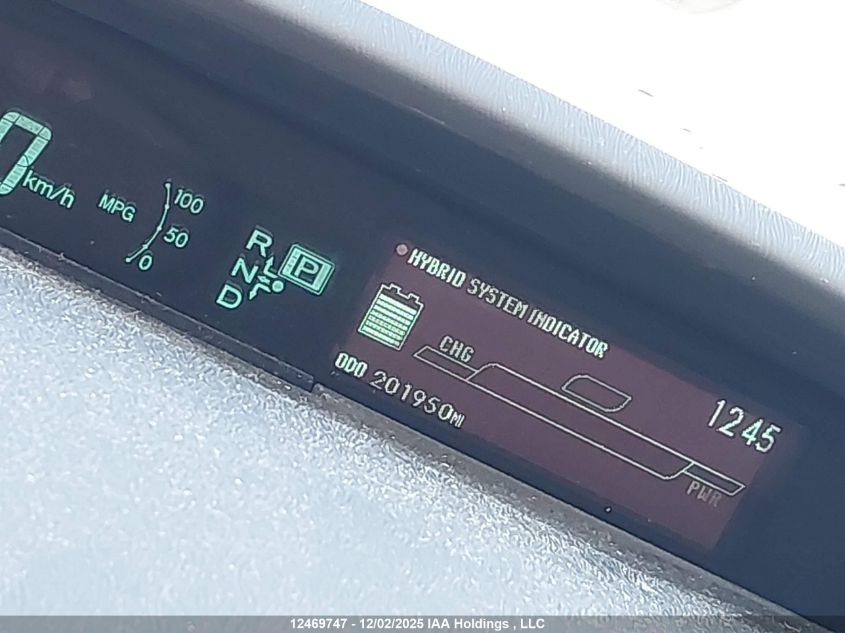 0 km/h
MPG
100
50
0
R
N
D
P
HYBRID SYSTEM INDICATOR
CHG
1245
ODO 201950MI
PWR
12469747 - 12/02/2025 IAA Holdings , LLC